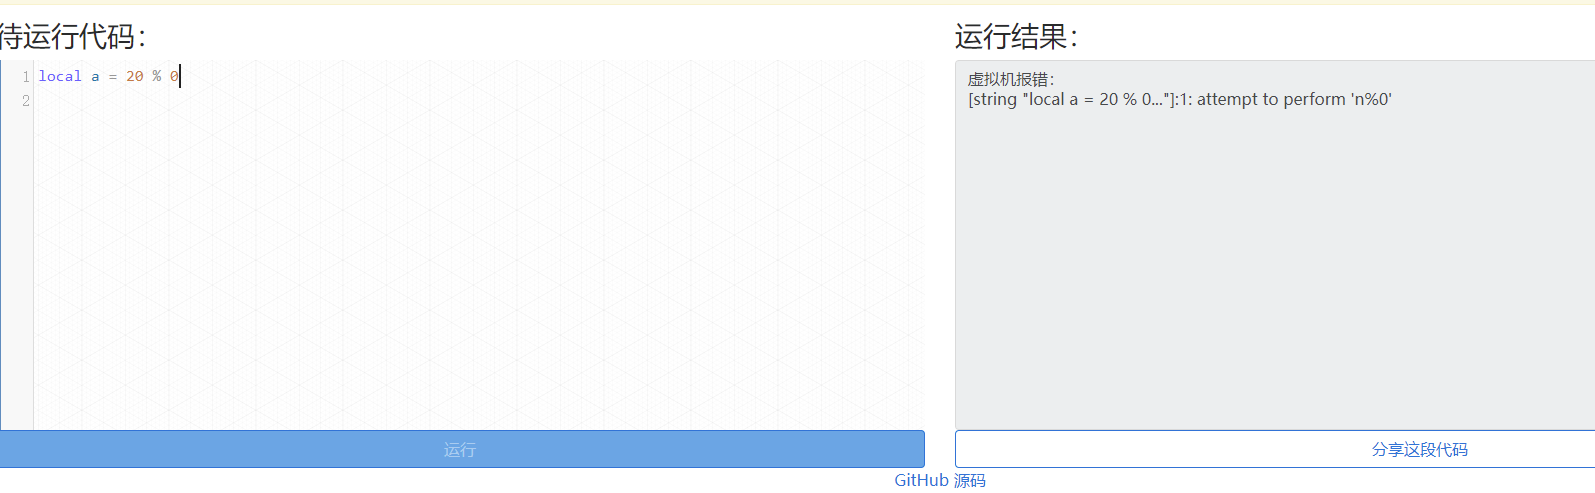 待运行代码：
1 local a = 20 % 0
2
运行
运行结果：
虚拟机报错：
[string "local a = 20 % 0..."]:1: attempt to perform 'n%0'
分享这段代码
GitHub 源码